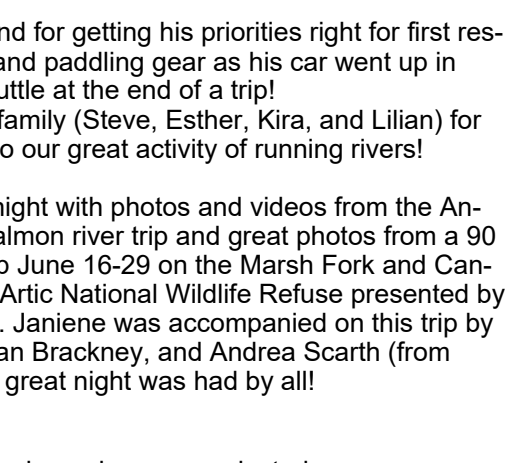 nd for getting his priorities right for first res-
and paddling gear as his car went up in
uttle at the end of a trip!
family (Steve, Esther, Kira, and Lilian) for
o our great activity of running rivers!
night with photos and videos from the An-
almon river trip and great photos from a 90
p June 16-29 on the Marsh Fork and Can-
Artic National Wildlife Refuse presented by
. Janiene was accompanied on this trip by
an Brackney, and Andrea Scarth (from
great night was had by all!